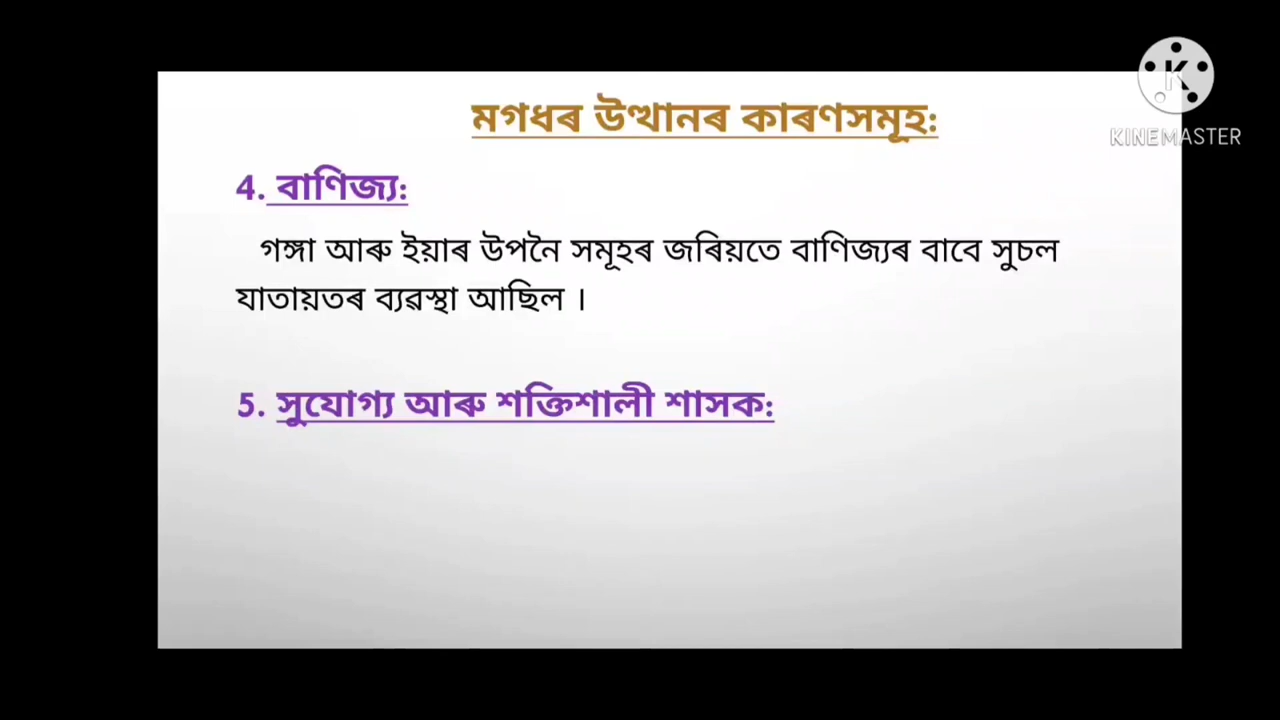 মগধৰ উত্থানৰ কাৰণসমূহ:
KINEMASTER
4. বাণিজ্য:
গঙ্গা আৰু ইয়াৰ উপনৈ সমূহৰ জৰিয়তে বাণিজ্যৰ বাবে সুচল
যাতায়তৰ ব্যৱস্থা আছিল ।
5. সুযোগ্য আৰু শক্তিশালী শাসক: